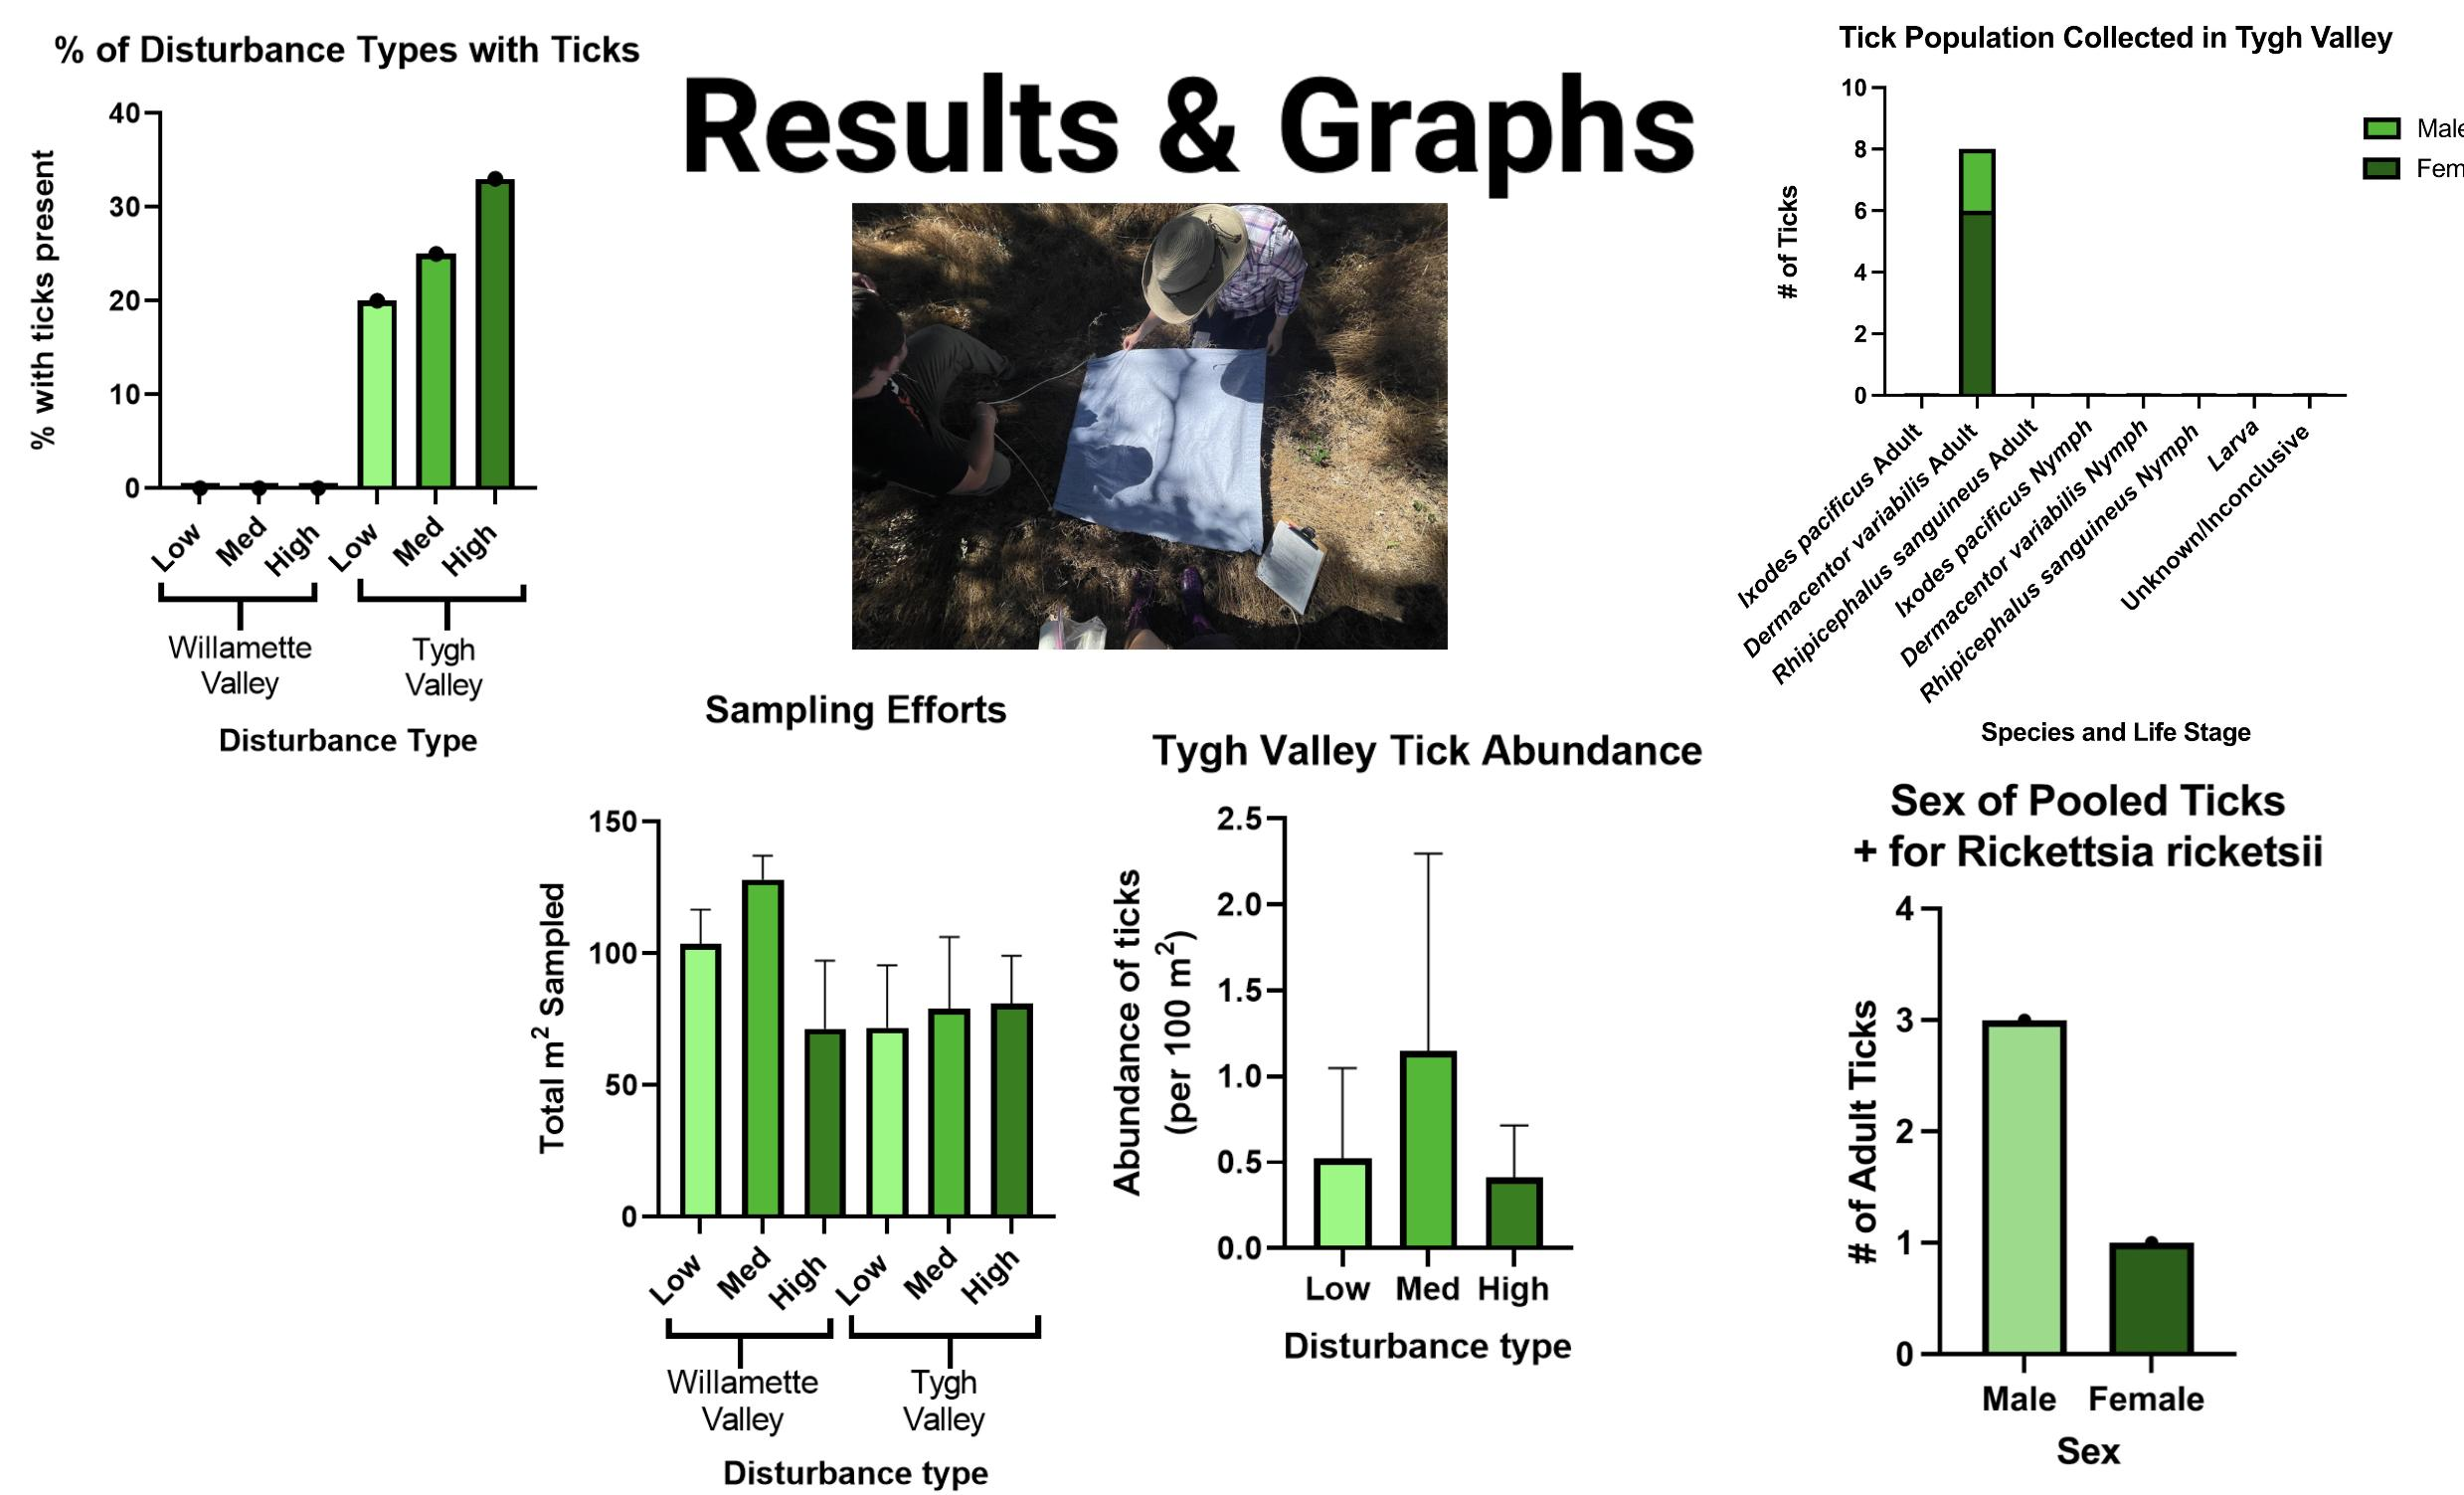 % of Disturbance Types with Ticks
% with ticks present
40
30
20
10
0
Low
Med
High
Low
Med
High
Willamette
Valley
Tygh
Valley
Disturbance Type
Results & Graphs
Tick Population Collected in Tygh Valley
# of Ticks
10
8
6
4
2
0
Male
Fem
Ixodes pacificus Adult
Dermacentor variabilis Adult
Rhipicephalus sanguineus Adult
Ixodes pacificus Nymph
Dermacentor variabilis Nymph
Rhipicephalus sanguineus Nymph
Larva
Unknown/Inconclusive
Species and Life Stage
Sampling Efforts
Total m² Sampled
150
100
50
0
Low
Med
High
Low
Med
High
Willamette
Valley
Tygh
Valley
Disturbance type
Tygh Valley Tick Abundance
Abundance of ticks
(per 100 m²)
2.5
2.0
1.5
1.0
0.5
0.0
Low Med High
Disturbance type
Sex of Pooled Ticks
+ for Rickettsia ricketsii
# of Adult Ticks
4
3
2
1
0
Male Female
Sex